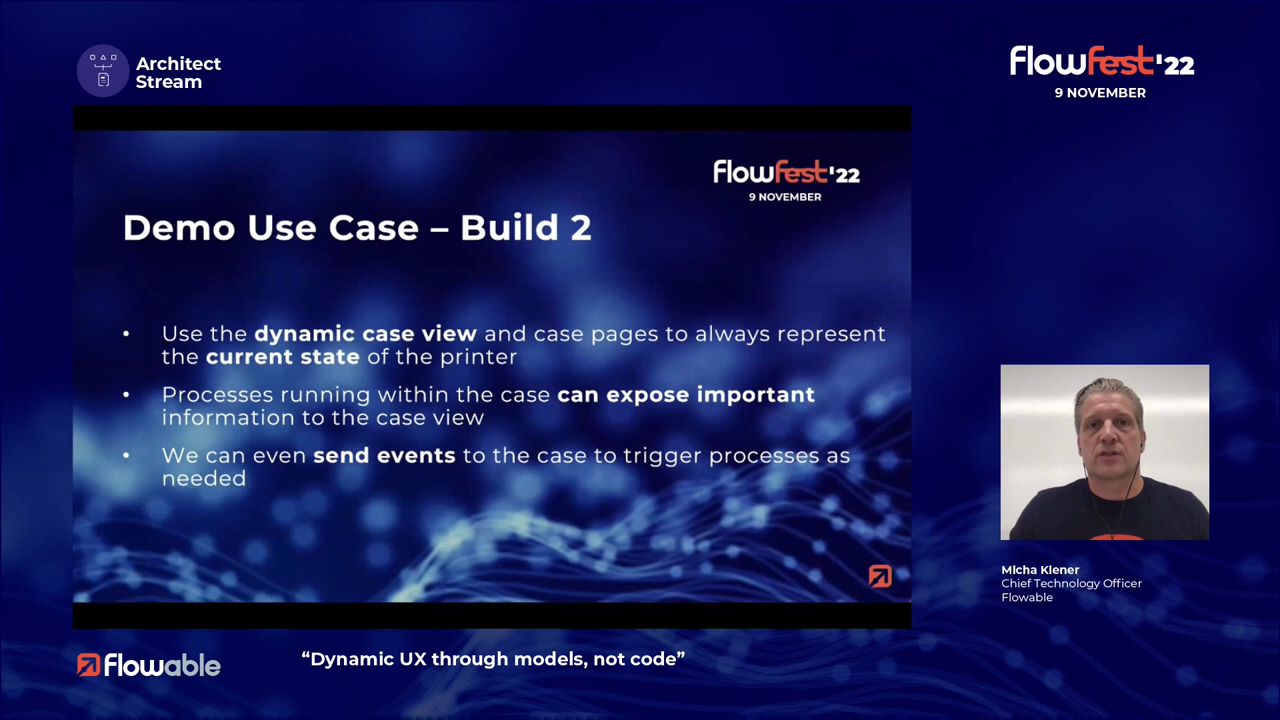 Architect
Stream
flowfest'22
9 NOVEMBER
flowfest'22
9 NOVEMBER
Demo Use Case – Build 2
• Use the dynamic case view and case pages to always represent
the current state of the printer
• Processes running within the case can expose important
information to the case view
• We can even send events to the case to trigger processes as
needed
Micha Kiener
Chief Technology Officer
Flowable
flowable
“Dynamic UX through models, not code”